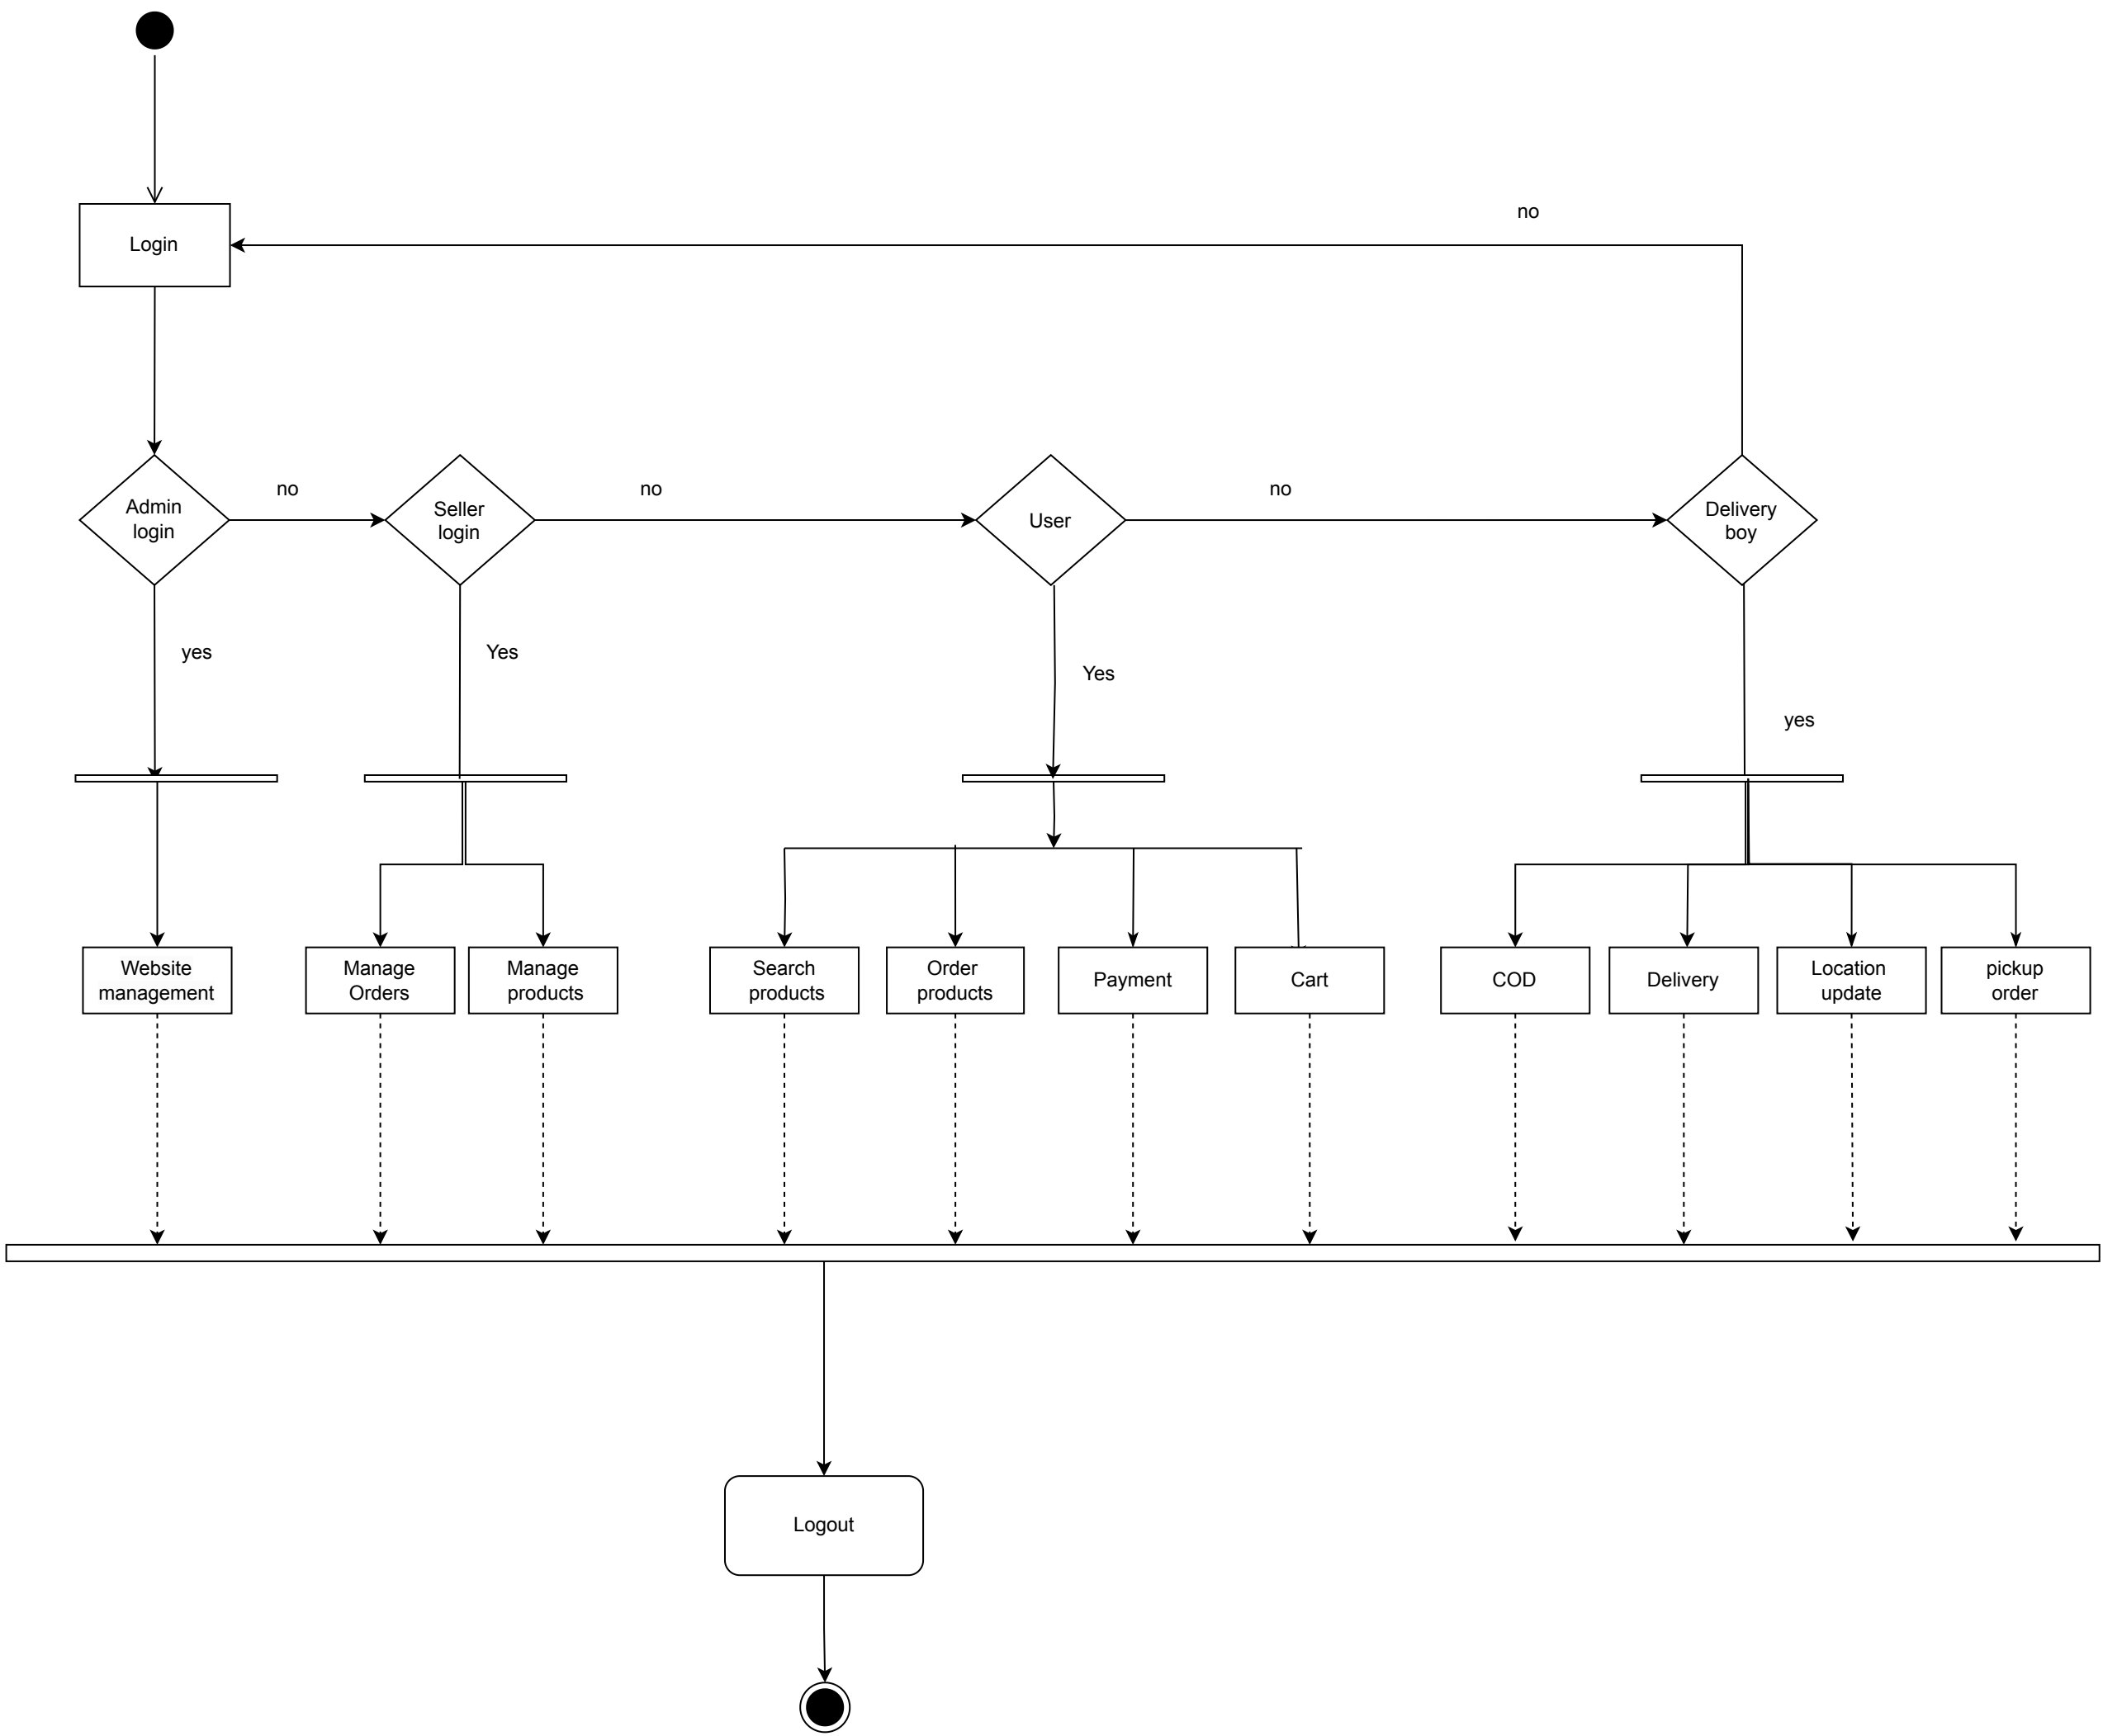 no
Login
no
no
no
Admin
login
Seller
login
User
Delivery
boy
yes
Yes
Yes
yes
Website
management
Manage
Orders
Manage
products
Search
products
Order
products
Payment
Cart
COD
Delivery
Location
update
pickup
order
Logout